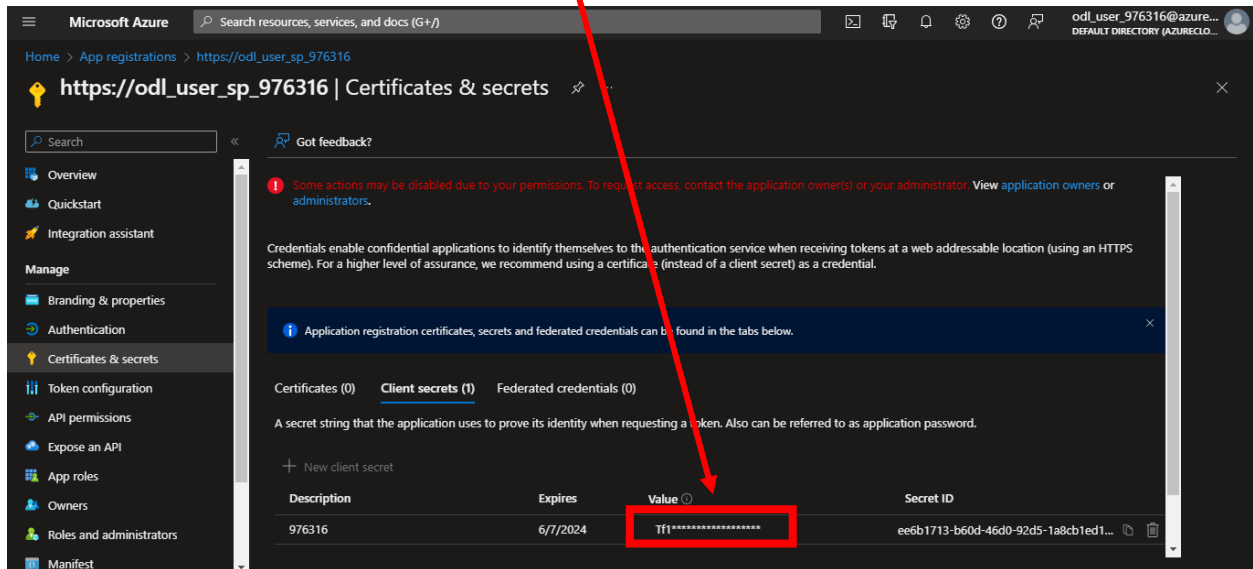 Microsoft Azure
Search resources, services, and docs (G+/)
odl_user_976316@azure...
DEFAULT DIRECTORY (AZURECLO...
Home > App registrations > https://odl_user_sp_976316
https://odl_user_sp_976316 | Certificates & secrets
Search
Got feedback?
Overview
Quickstart
Integration assistant
Manage
Branding & properties
Authentication
Certificates & secrets
Token configuration
API permissions
Expose an API
App roles
Owners
Roles and administrators
Manifest
Some actions may be disabled due to your permissions. To request access, contact the application owner(s) or your administrator. View application owners or
administrators.
Credentials enable confidential applications to identify themselves to the authentication service when receiving tokens at a web addressable location (using an HTTPS
scheme). For a higher level of assurance, we recommend using a certificate (instead of a client secret) as a credential.
Application registration certificates, secrets and federated credentials can be found in the tabs below.
Certificates (0) Client secrets (1) Federated credentials (0)
A secret string that the application uses to prove its identity when requesting a token. Also can be referred to as application password.
+ New client secret
Description Expires Value Secret ID
976316 6/7/2024 Tf1****************** ee6b1713-b60d-46d0-92d5-1a8cb1ed1...